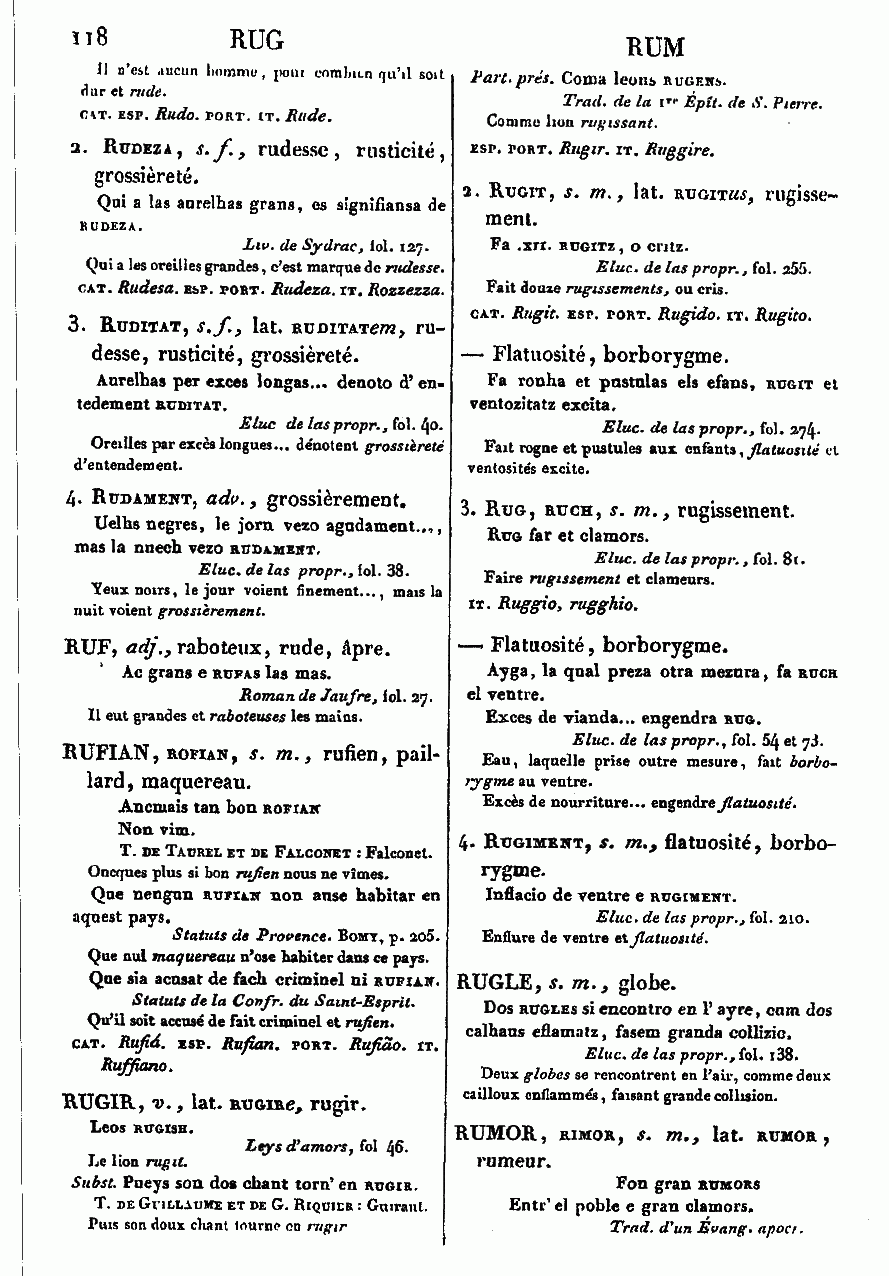 118 RUG
RUM
Il n'est aucun homme, pour combien qu'il soit
dur et rude.
CAT. ESP. Rudo. PORT. IT. Rude.
2. RUDEZA, s. f., rudesse, rusticité,
grossièreté.
Qui a las aurelhas grans, es signifiansa de
RUDEZA.
Liv. de Sydrac, fol. 127.
Qui a les oreilles grandes, c'est marque de rudesse.
CAT. Rudesa. ESP. PORT. Rudeza. IT. Rozzezza.
3. RUDITAT, s. f., lat. RUDITATem, ru-
desse, rusticité, grossièreté.
Aurelhas per exces longas... denoto d'en-
tedement RUDITAT.
Eluc de las propr., fol. 40.
Oreilles par excès longues... dénotent grossièreté
d'entendement.
4. RUDAMENT, adv., grossièrement.
Uelhs negres, le jorn vezo agudament...,
mas la nuech vezo RUDAMENT.
Eluc. de las propr., fol. 38.
Yeux noirs, le jour voient finement..., mais la
nuit voient grossièrement.
RUF, adj., raboteux, rude, âpre.
Ac grans e RUFAS las mas.
Roman de Jaufre, fol. 27.
Il eut grandes et raboteuses les mains.
RUFIAN, ROFIAN, s. m., rufien, pail-
lard, maquereau.
Ancmais tan bon ROFIAN
Non vim.
T. DE TAUREL ET DE FALCONET : Falconet.
Oncques plus si bon rufien nous ne vîmes.
Que nengun RUFIAN non ause habitar en
aquest pays.
Statuts de Provence. BOMY, p. 205.
Que nul maquereau n'ose habiter dans ce pays.
Que sia acusat de fach criminel ni RUFIAN.
Statuts de la Confr. du Saint-Esprit.
Qu'il soit accusé de fait criminel et rufien.
CAT. Rufiá. ESP. Rufian. PORT. Rufião. IT.
Ruffiano.
RUGIR, v., lat. RUGIRe, rugir.
Leos RUGISH.
Leys d'amors, fol 46.
Le lion rugit.
Subst. Pueys son dos chant torn' en RUGIR.
T. DE GUILLAUME ET DE G. RIQUIER : Guiraut.
Puis son doux chant tourne en rugir
Part. prés. Coma leons RUGENS.
Trad. de la 1re Épît. de S. Pierre.
Comme lion rugissant.
ESP. PORT. Rugir. IT. Ruggire.
2. RUGIT, s. m., lat. RUGITus, rugisse-
ment.
Fa .XII. RUGITZ, o critz.
Eluc. de las propr., fol. 255.
Fait douze rugissements, ou cris.
CAT. Rugit. ESP. PORT. Rugido. IT. Rugito.
— Flatuosité, borborygme.
Fa ronha et pustulas els efans, RUGIT et
ventozitatz excita.
Eluc. de las propr., fol. 274.
Fait rogne et pustules aux enfants, flatuosité et
ventosités excite.
3. RUG, RUCH, s. m., rugissement.
RUG far et clamors.
Eluc. de las propr., fol. 81.
Faire rugissement et clameurs.
IT. Ruggio, rugghio.
— Flatuosité, borborygme.
Ayga, la qual preza otra mezura, fa RUCH
el ventre.
Exces de vianda... engendra RUG.
Eluc. de las propr., fol. 54 et 73.
Eau, laquelle prise outre mesure, fait borbo-
rygme au ventre.
Excès de nourriture... engendre flatuosité.
4. RUGIMENT, s. m., flatuosité, borbo-
rygme.
Inflacio de ventre e RUGIMENT.
Eluc. de las propr., fol. 210.
Enflure de ventre et flatuosité.
RUGLE, s. m., globe.
Dos RUGLES si encontro en l'ayre, cum dos
calhaus eflamatz, fasem granda collizio.
Eluc. de las propr., fol. 138.
Deux globes se rencontrent en l'air, comme deux
cailloux enflammés, faisant grande collision.
RUMOR, RIMOR, s. m., lat. RUMOR,
rumeur.
Fon gran RUMORS
Entr' el poble e gran clamors.
Trad. d'un Évang. apocr.